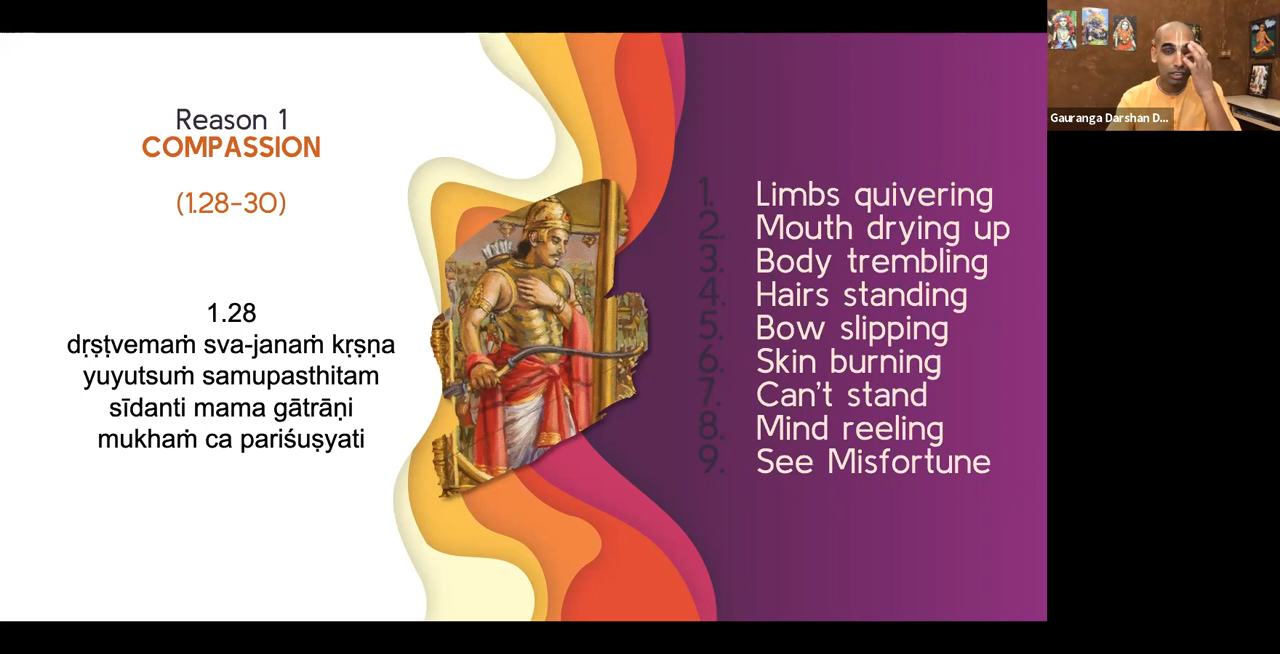 Reason 1
COMPASSION
(1.28-30)
1.28
dṛṣṭvemaṁ sva-janaṁ kṛṣṇa
yuyutsuṁ samupasthitam
sīdanti mama gātrāṇi
mukhaṁ ca pariśuṣyati
1. Limbs quivering
2. Mouth drying up
3. Body trembling
4. Hairs standing
5. Bow slipping
6. Skin burning
7. Can't stand
8. Mind reeling
9. See Misfortune
Gauranga Darshan D...